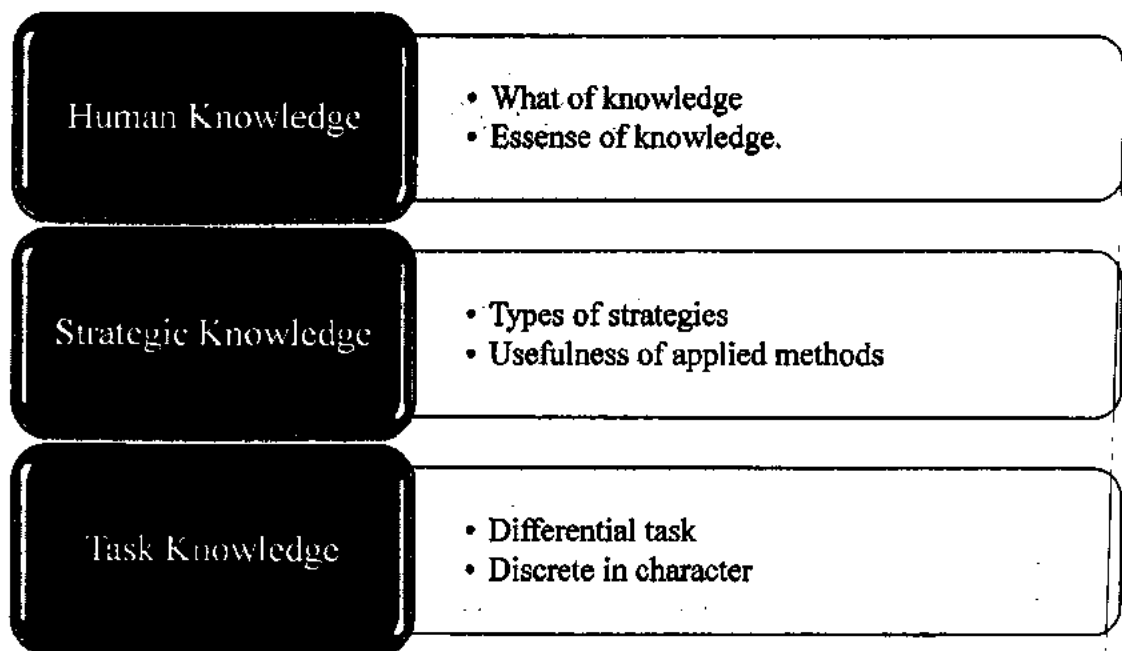 Human Knowledge
• What of knowledge
• Essense of knowledge.
Strategic Knowledge
• Types of strategies
• Usefulness of applied methods
Task Knowledge
• Differential task
• Discrete in character